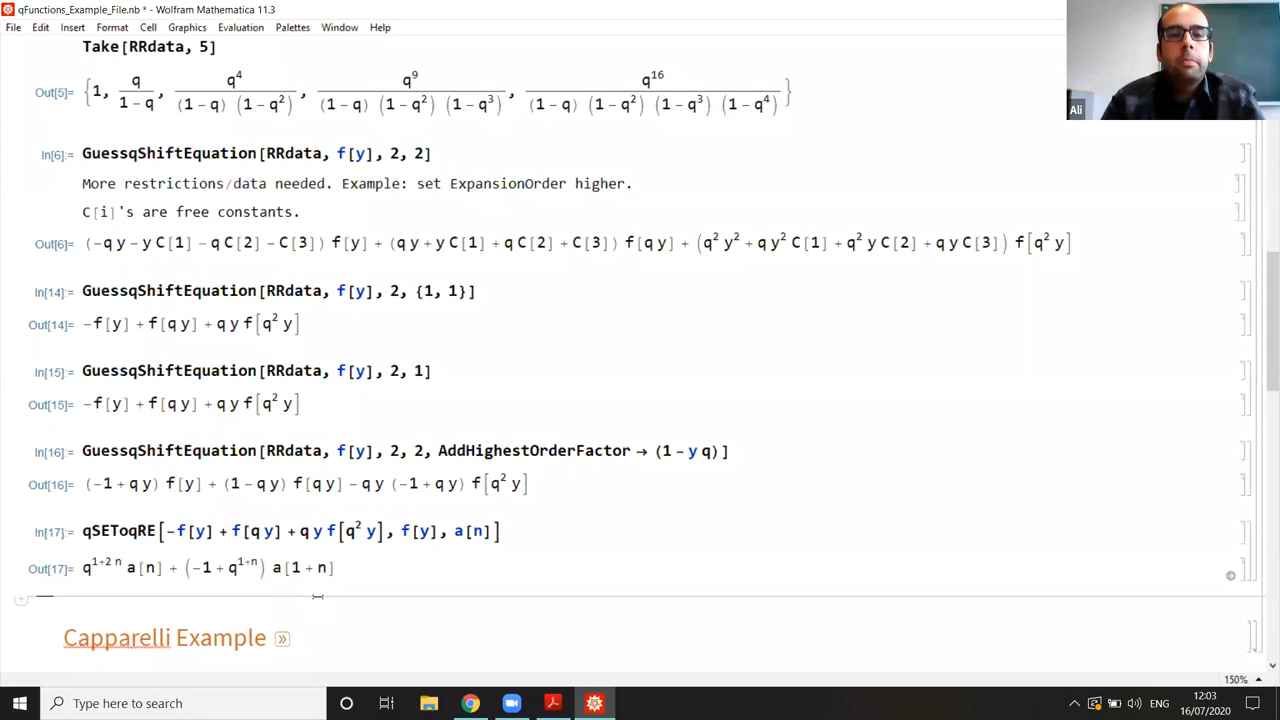 qFunctions_Example_File.nb * - Wolfram Mathematica 11.3
File Edit Insert Format Cell Graphics Evaluation Palettes Window Help
Take[RRdata, 5]
Out[5]= {1, q/(1 - q), q^4/((1 - q) (1 - q^2)), q^9/((1 - q) (1 - q^2) (1 - q^3)), q^16/((1 - q) (1 - q^2) (1 - q^3) (1 - q^4))}
Ali
In[6]:= GuessqShiftEquation[RRdata, f[y], 2, 2]
More restrictions/data needed. Example: set ExpansionOrder higher.
C[i]'s are free constants.
Out[6]= (-q y - y C[1] - q C[2] - C[3]) f[y] + (q y + y C[1] + q C[2] + C[3]) f[q y] + (q^2 y^2 + q y^2 C[1] + q^2 y C[2] + q y C[3]) f[q^2 y]
In[14]:= GuessqShiftEquation[RRdata, f[y], 2, {1, 1}]
Out[14]= -f[y] + f[q y] + q y f[q^2 y]
In[15]:= GuessqShiftEquation[RRdata, f[y], 2, 1]
Out[15]= -f[y] + f[q y] + q y f[q^2 y]
In[16]:= GuessqShiftEquation[RRdata, f[y], 2, 2, AddHighestOrderFactor → (1 - y q)]
Out[16]= (-1 + q y) f[y] + (1 - q y) f[q y] - q y (-1 + q y) f[q^2 y]
In[17]:= qSEToqRE[-f[y] + f[q y] + q y f[q^2 y], f[y], a[n]]
Out[17]= q^(1+2 n) a[n] + (-1 + q^(1+n)) a[1 + n]
Capparelli Example »
150%
Type here to search
ENG
12:03
16/07/2020